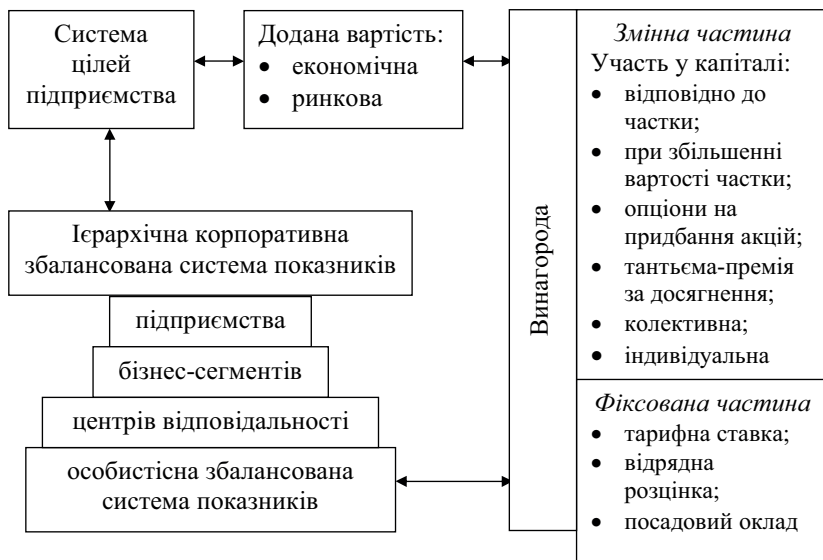 Система
цілей
підприємства
Додана вартість:
• економічна
• ринкова
Ієрархічна корпоративна
збалансована система показників
підприємства
бізнес-сегментів
центрів відповідальності
особистісна збалансована
система показників
Винагорода
Змінна частина
Участь у капіталі:
• відповідно до
частки;
• при збільшенні
вартості частки;
• опціони на
придбання акцій;
• тантьєма-премія
за досягнення;
• колективна;
• індивідуальна
Фіксована частина
• тарифна ставка;
• відрядна
розцінка;
• посадовий оклад